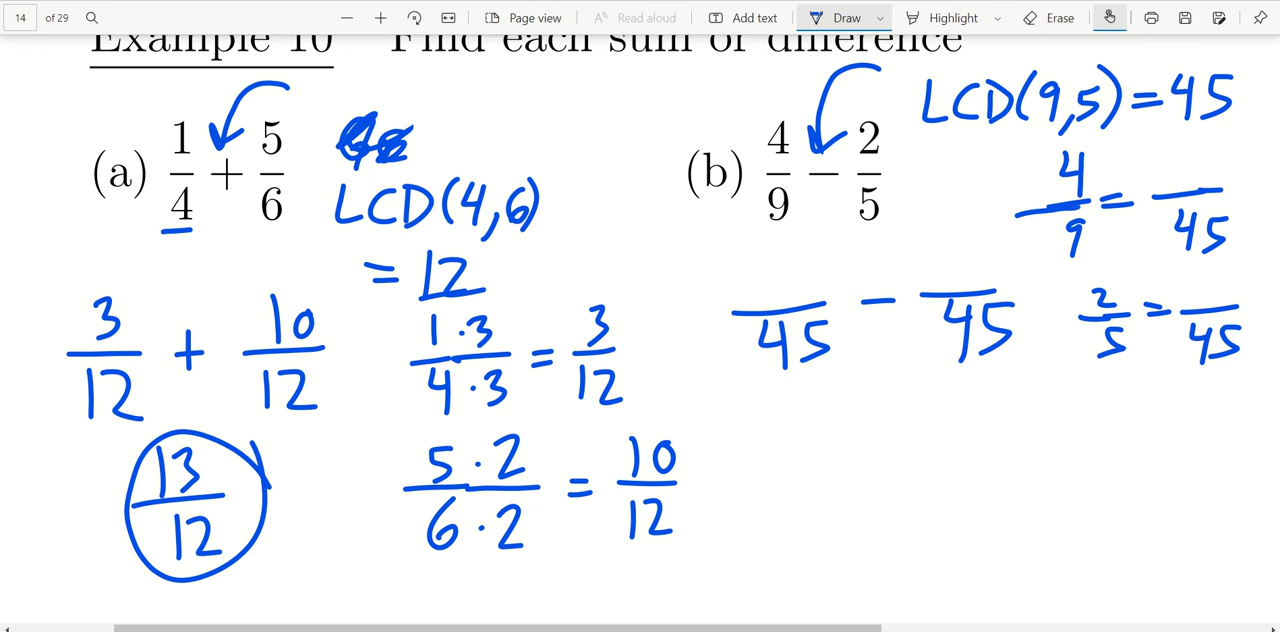 14 of 29 Page view Read aloud Add text Draw Highlight Erase
Example 10 Find each sum or difference
(a) 1/4 + 5/6
LCD(4,6)
= 12
3/12 + 10/12
1·3/4·3 = 3/12
13/12
5·2/6·2 = 10/12
(b) 4/9 − 2/5
LCD(9,5) = 45
4/9 = /45
/45 − /45
2/5 = /45